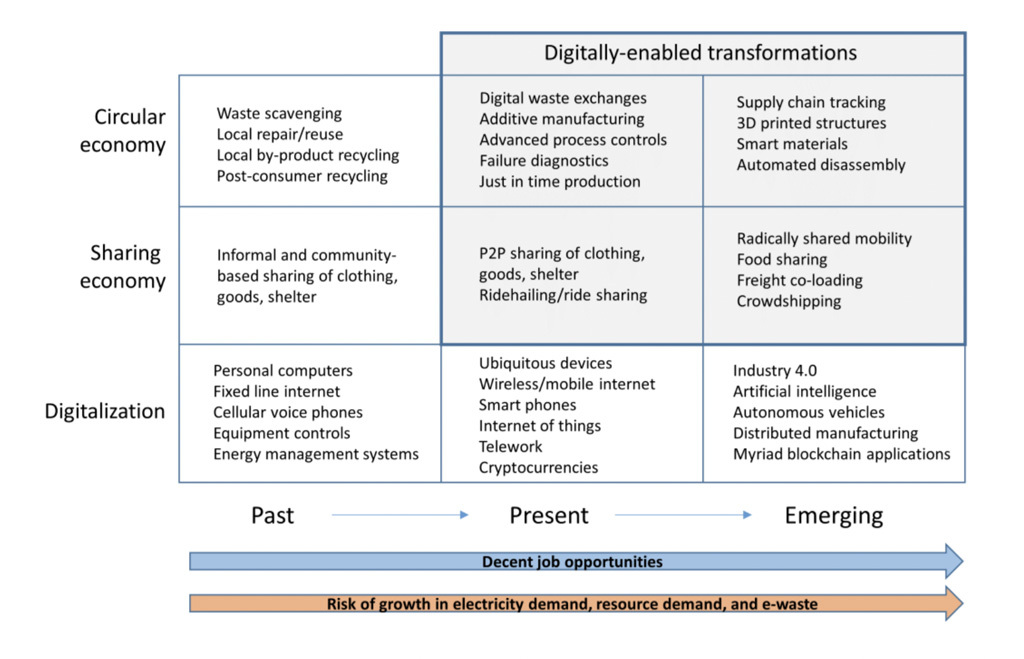 Digitally-enabled transformations
Circular
economy
Waste scavenging
Local repair/reuse
Local by-product recycling
Post-consumer recycling
Digital waste exchanges
Additive manufacturing
Advanced process controls
Failure diagnostics
Just in time production
Supply chain tracking
3D printed structures
Smart materials
Automated disassembly
Sharing
economy
Informal and community-
based sharing of clothing,
goods, shelter
P2P sharing of clothing,
goods, shelter
Ridehailing/ride sharing
Radically shared mobility
Food sharing
Freight co-loading
Crowdshipping
Digitalization
Personal computers
Fixed line internet
Cellular voice phones
Equipment controls
Energy management systems
Ubiquitous devices
Wireless/mobile internet
Smart phones
Internet of things
Telework
Cryptocurrencies
Industry 4.0
Artificial intelligence
Autonomous vehicles
Distributed manufacturing
Myriad blockchain applications
Past
Present
Emerging
Decent job opportunities
Risk of growth in electricity demand, resource demand, and e-waste